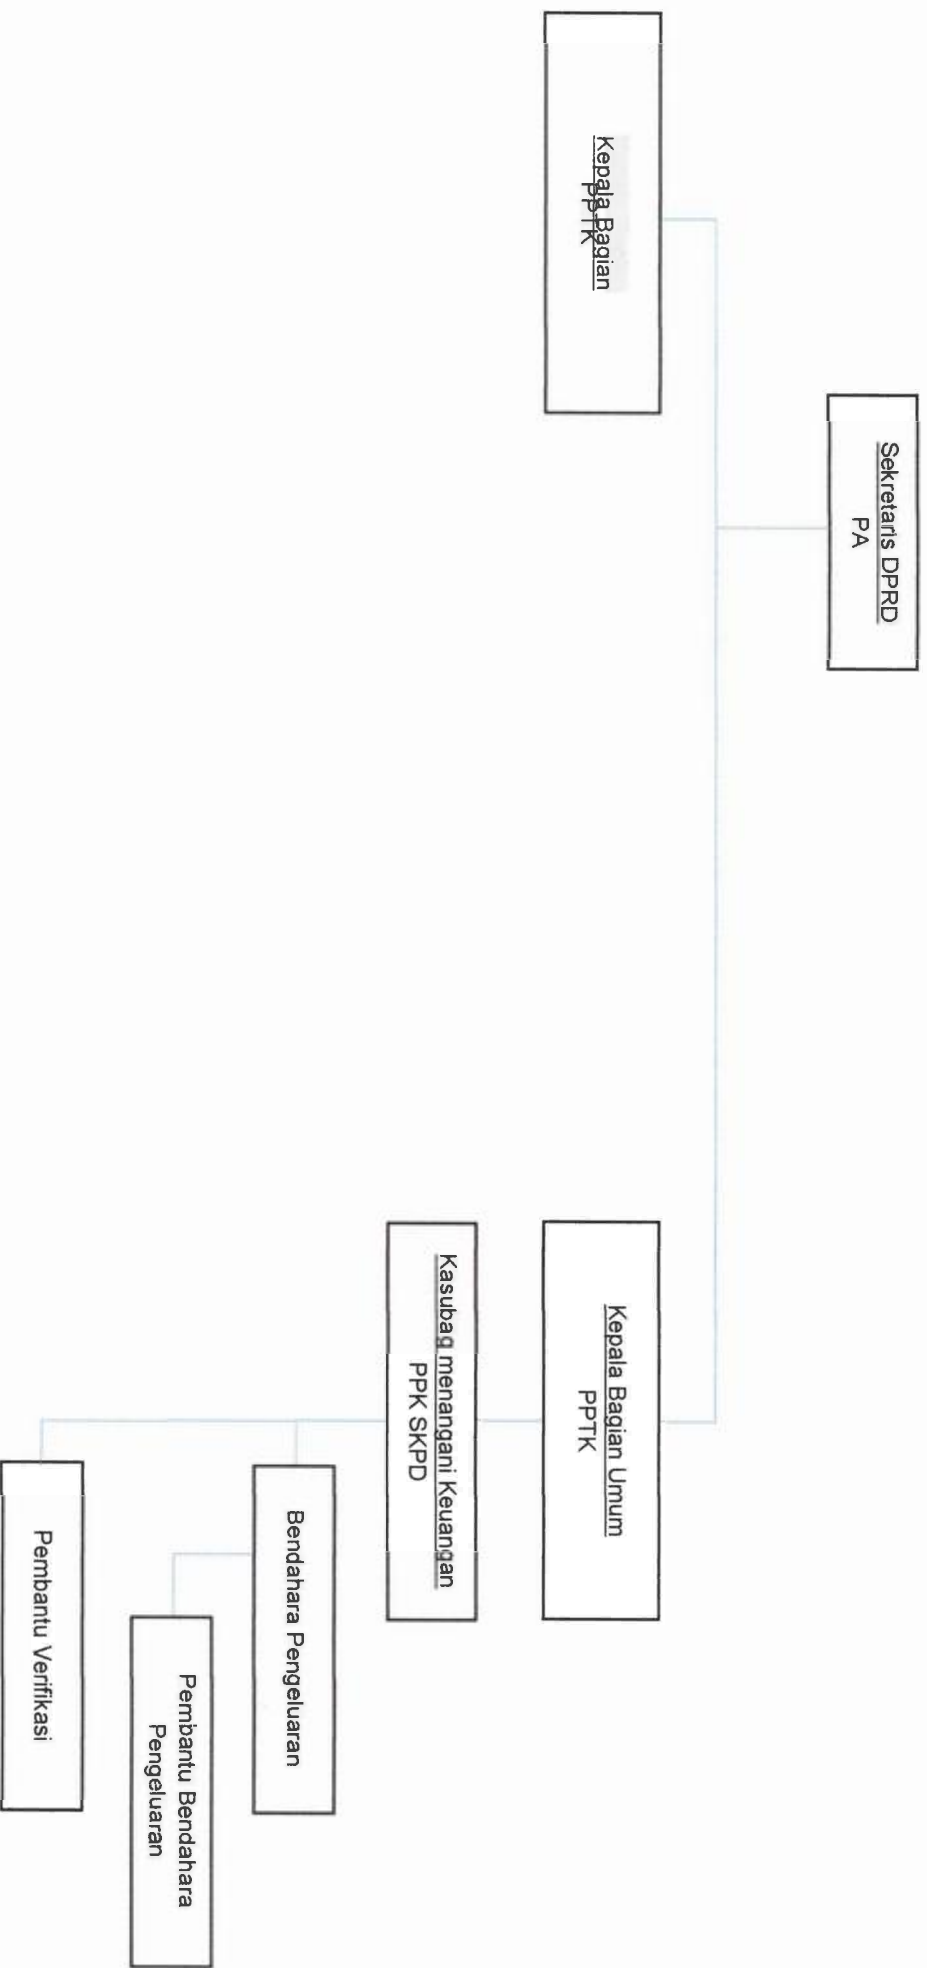 Sekretaris DPRD
PA
Kepala Bagian
PPTK
Kepala Bagian Umum
PPTK
Kasubag menangani Keuangan
PPK SKPD
Bendahara Pengeluaran
Pembantu Bendahara
Pengeluaran
Pembantu Verifikasi